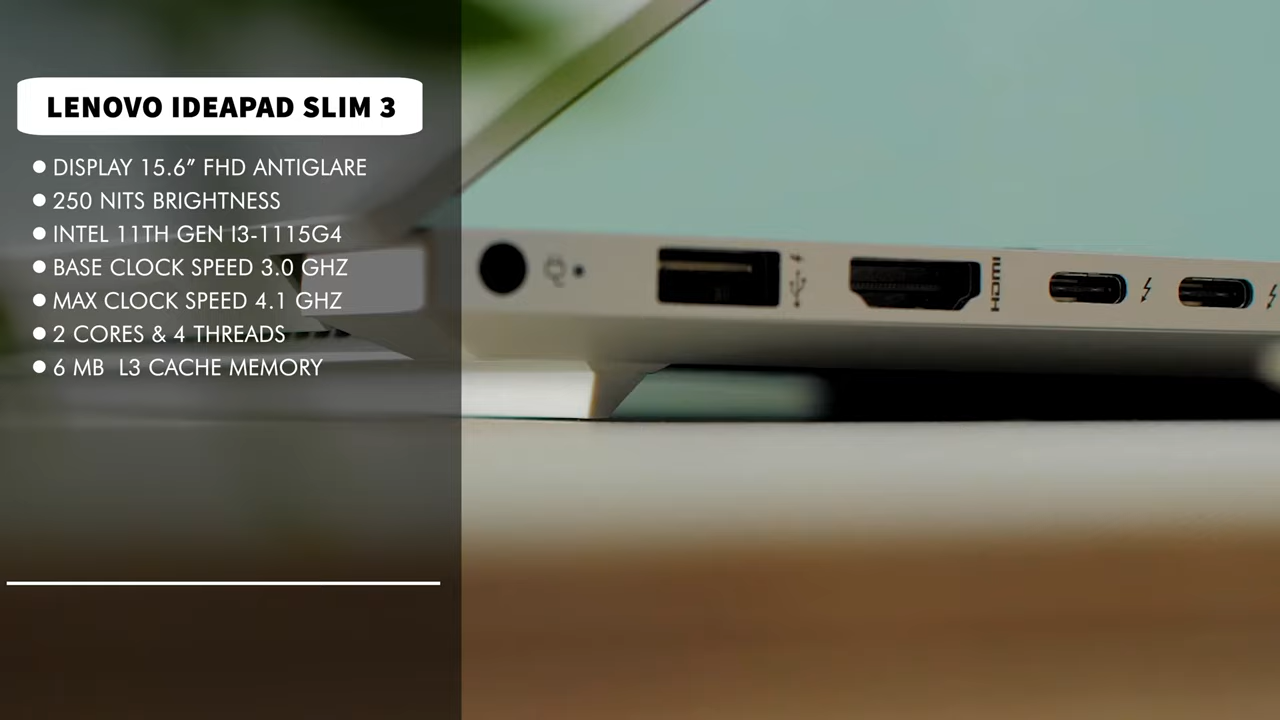 LENOVO IDEAPAD SLIM 3
DISPLAY 15.6” FHD ANTIGLARE
250 NITS BRIGHTNESS
INTEL 11TH GEN I3-1115G4
BASE CLOCK SPEED 3.0 GHZ
MAX CLOCK SPEED 4.1 GHZ
2 CORES & 4 THREADS
6 MB  L3 CACHE MEMORY
HDMI